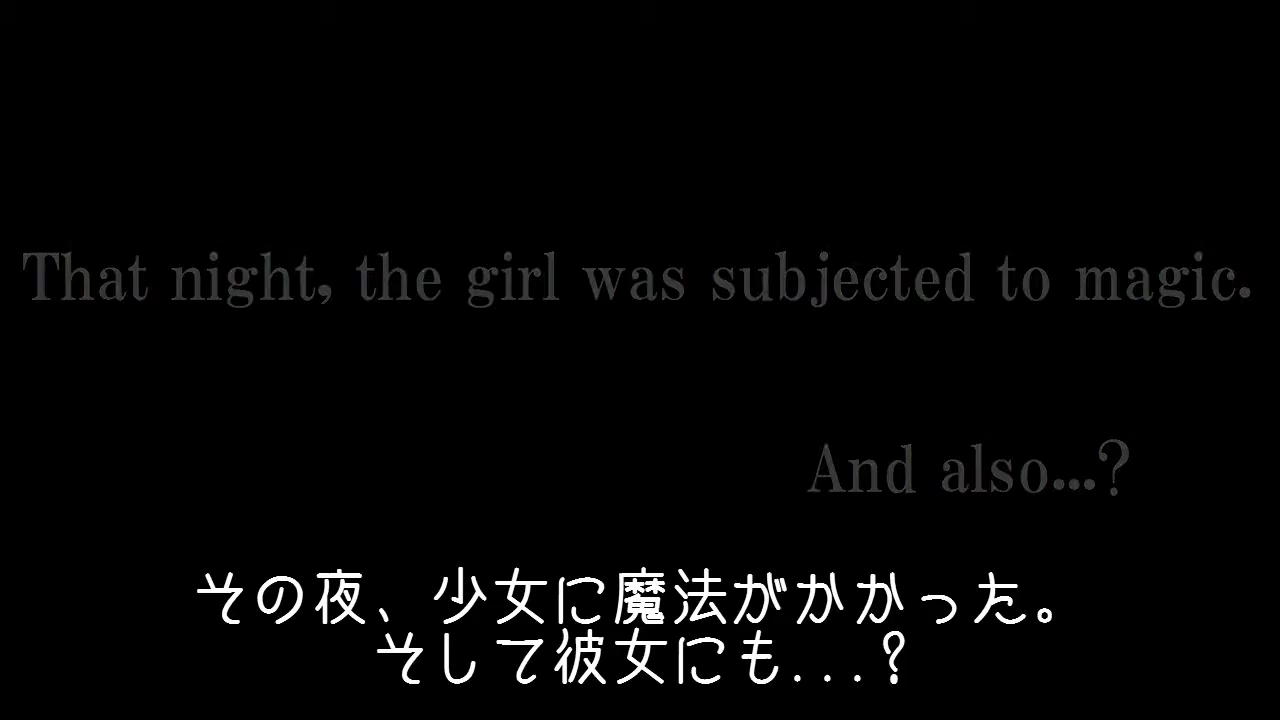 That night, the girl was subjected to magic.
And also...?
その夜、少女に魔法がかかった。
そして彼女にも...?